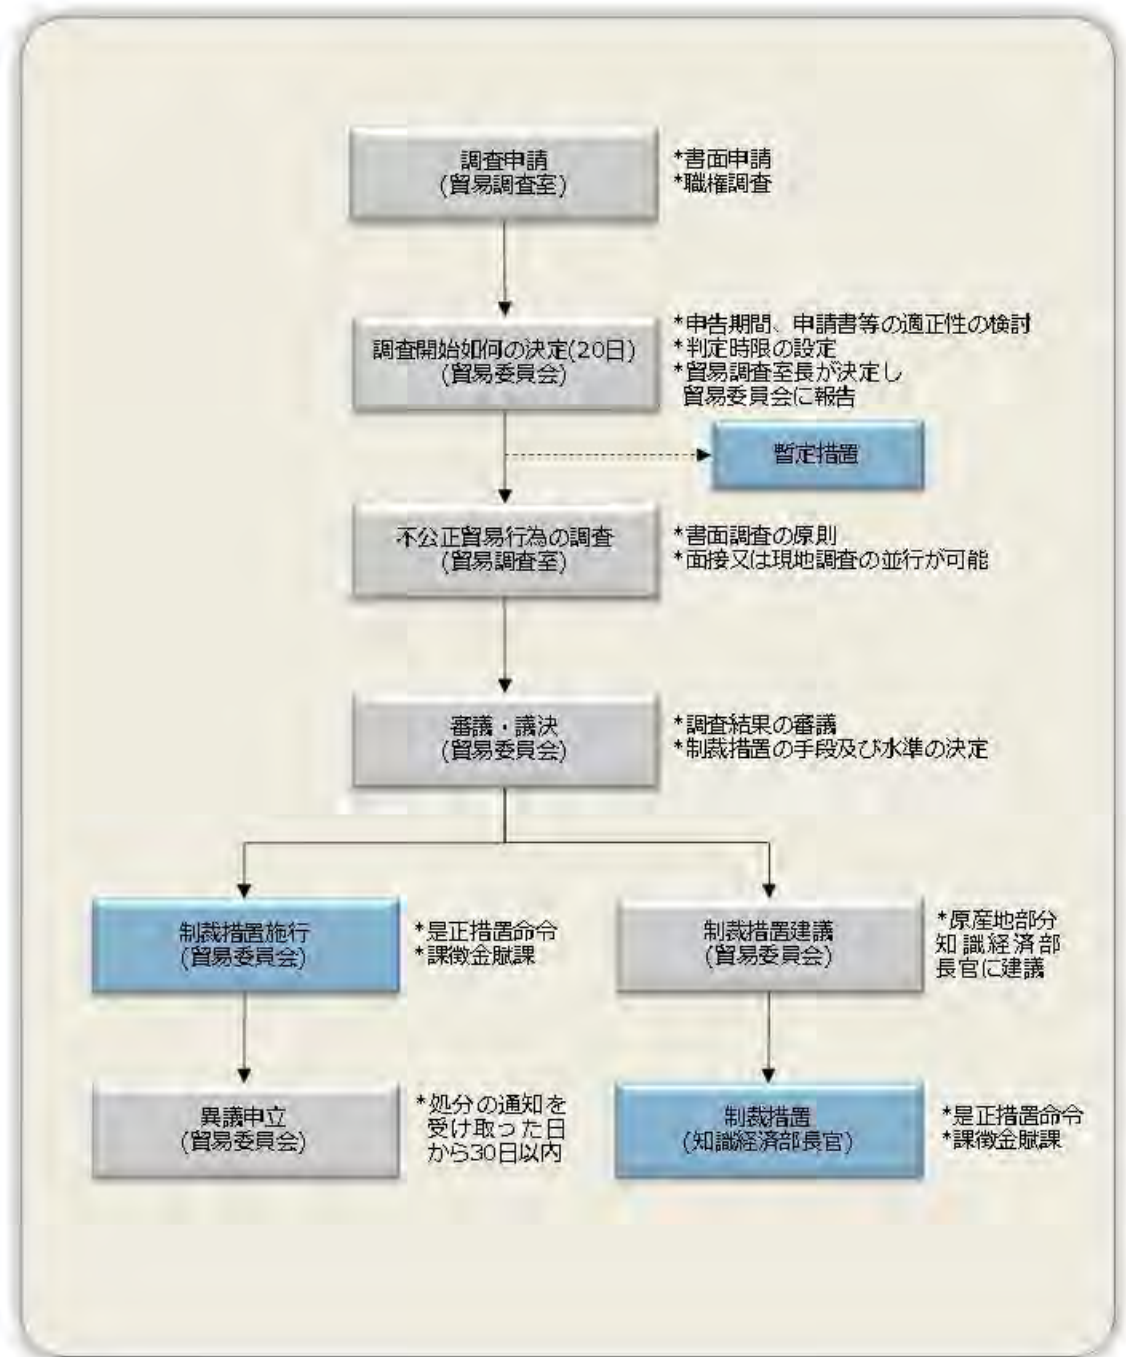 調査申請
(貿易調査室)
*書面申請
*職権調査
調査開始如何の決定(20日)
(貿易委員会)
*申告期間、申請書等の適正性の検討
*判定時限の設定
*貿易調査室長が決定し
貿易委員会に報告
暫定措置
不公正貿易行為の調査
(貿易調査室)
*書面調査の原則
*面接又は現地調査の並行が可能
審議・議決
(貿易委員会)
*調査結果の審議
*制裁措置の手段及び水準の決定
制裁措置施行
(貿易委員会)
*是正措置命令
*課徴金賦課
制裁措置建議
(貿易委員会)
*原産地部分
知識経済部
長官に建議
異議申立
(貿易委員会)
*処分の通知を
受け取った日
から30日以内
制裁措置
(知識経済部長官)
*是正措置命令
*課徴金賦課